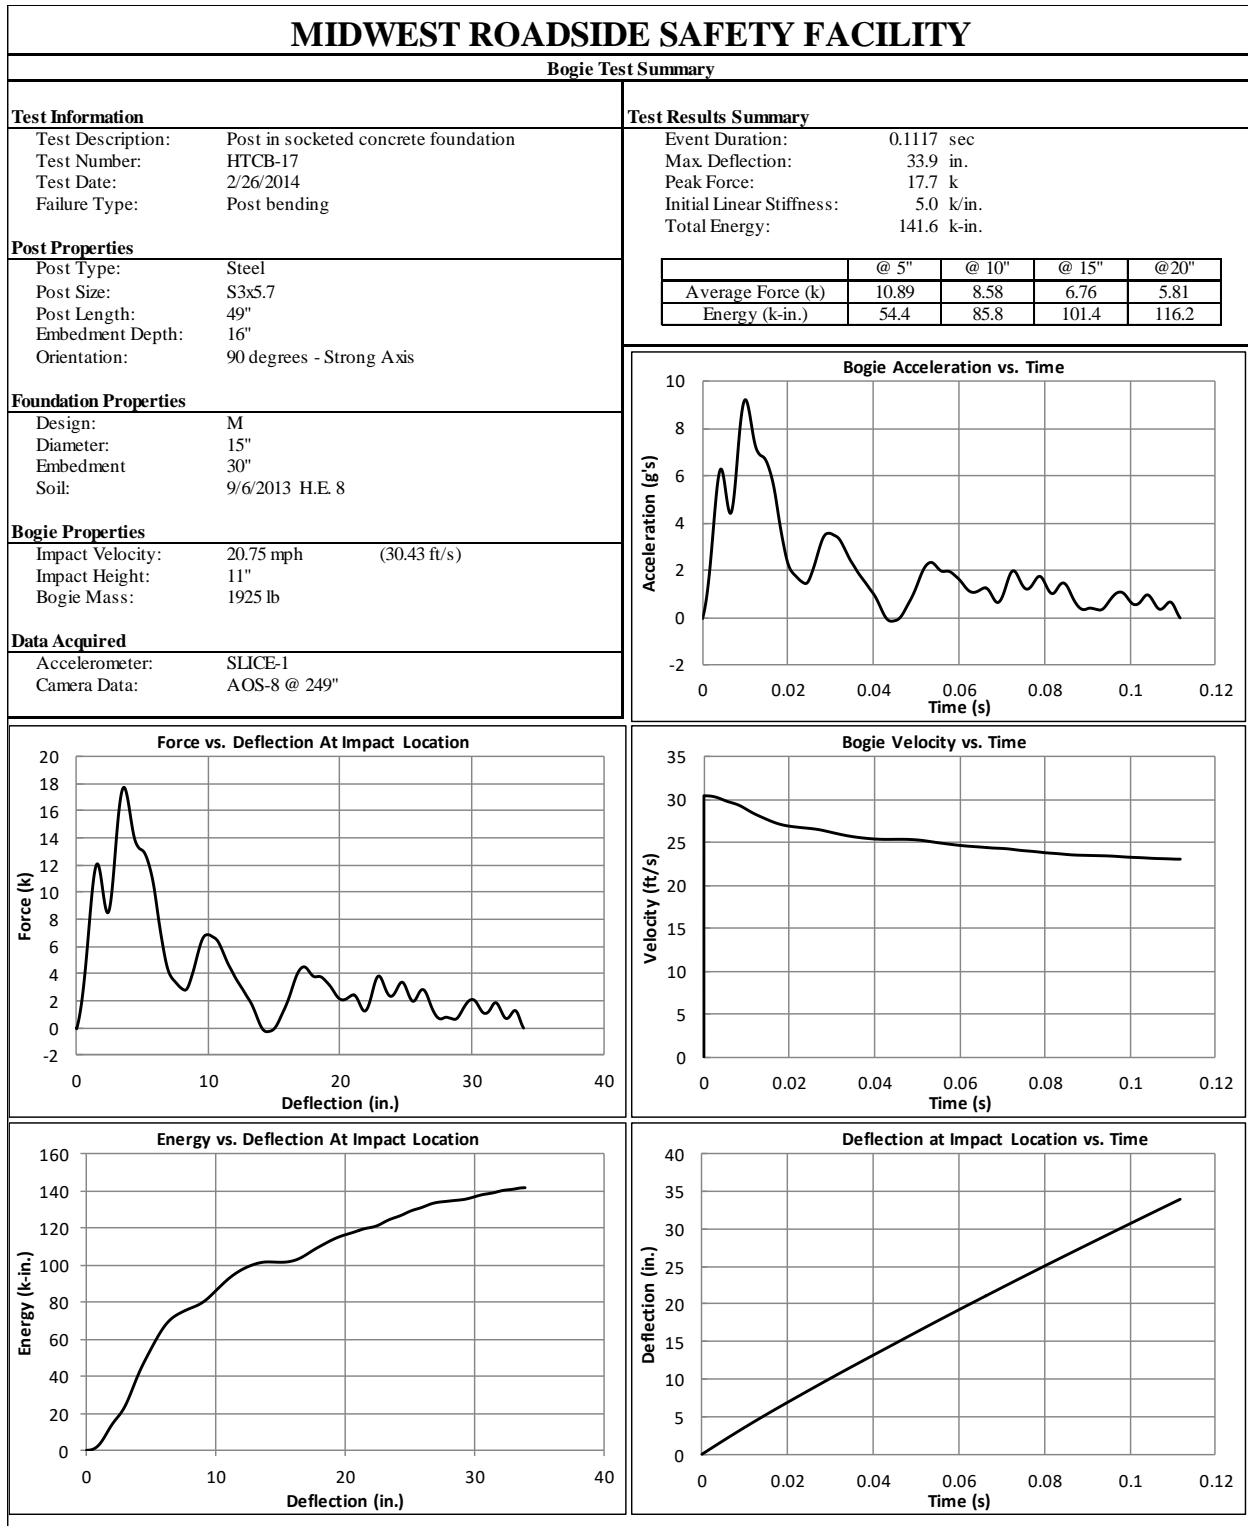 MIDWEST ROADSIDE SAFETY FACILITY
Bogie Test Summary
Test Information
Test Description: Post in socketed concrete foundation
Test Number: HTCB-17
Test Date: 2/26/2014
Failure Type: Post bending
Post Properties
Post Type: Steel
Post Size: S3x5.7
Post Length: 49"
Embedment Depth: 16"
Orientation: 90 degrees - Strong Axis
Foundation Properties
Design: M
Diameter: 15"
Embedment 30"
Soil: 9/6/2013 H.E. 8
Bogie Properties
Impact Velocity: 20.75 mph (30.43 ft/s)
Impact Height: 11"
Bogie Mass: 1925 lb
Data Acquired
Accelerometer: SLICE-1
Camera Data: AOS-8 @ 249"
Test Results Summary
Event Duration: 0.1117 sec
Max. Deflection: 33.9 in.
Peak Force: 17.7 k
Initial Linear Stiffness: 5.0 k/in.
Total Energy: 141.6 k-in.
@ 5" @ 10" @ 15" @20"
Average Force (k) 10.89 8.58 6.76 5.81
Energy (k-in.) 54.4 85.8 101.4 116.2
Bogie Acceleration vs. Time
Acceleration (g's)
10
8
6
4
2
0
-2
0 0.02 0.04 0.06 0.08 0.1 0.12
Time (s)
Force vs. Deflection At Impact Location
Force (k)
20
18
16
14
12
10
8
6
4
2
0
-2
0 10 20 30 40
Deflection (in.)
Bogie Velocity vs. Time
Velocity (ft/s)
35
30
25
20
15
10
5
0
0 0.02 0.04 0.06 0.08 0.1 0.12
Time (s)
Energy vs. Deflection At Impact Location
Energy (k-in.)
160
140
120
100
80
60
40
20
0
0 10 20 30 40
Deflection (in.)
Deflection at Impact Location vs. Time
Deflection (in.)
40
35
30
25
20
15
10
5
0
0 0.02 0.04 0.06 0.08 0.1 0.12
Time (s)